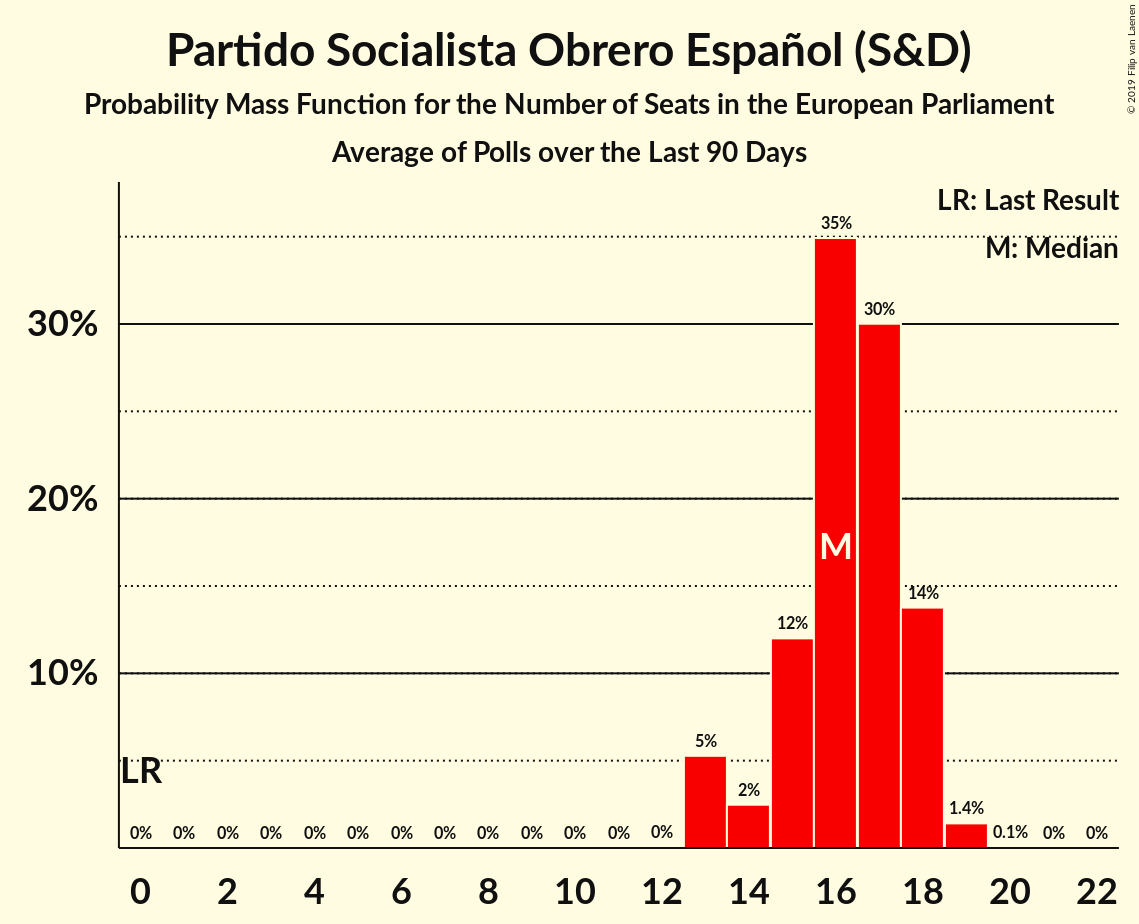 Partido Socialista Obrero Español (S&D)
Probability Mass Function for the Number of Seats in the European Parliament
Average of Polls over the Last 90 Days
© 2019 Filip van Laenen
LR: Last Result
M: Median
35%
30%
30%
20%
M
14%
12%
10%
5%
LR
2%
1.4%
0% 0% 0% 0% 0% 0% 0% 0% 0% 0% 0% 0% 0% 0.1% 0% 0%
0 2 4 6 8 10 12 14 16 18 20 22